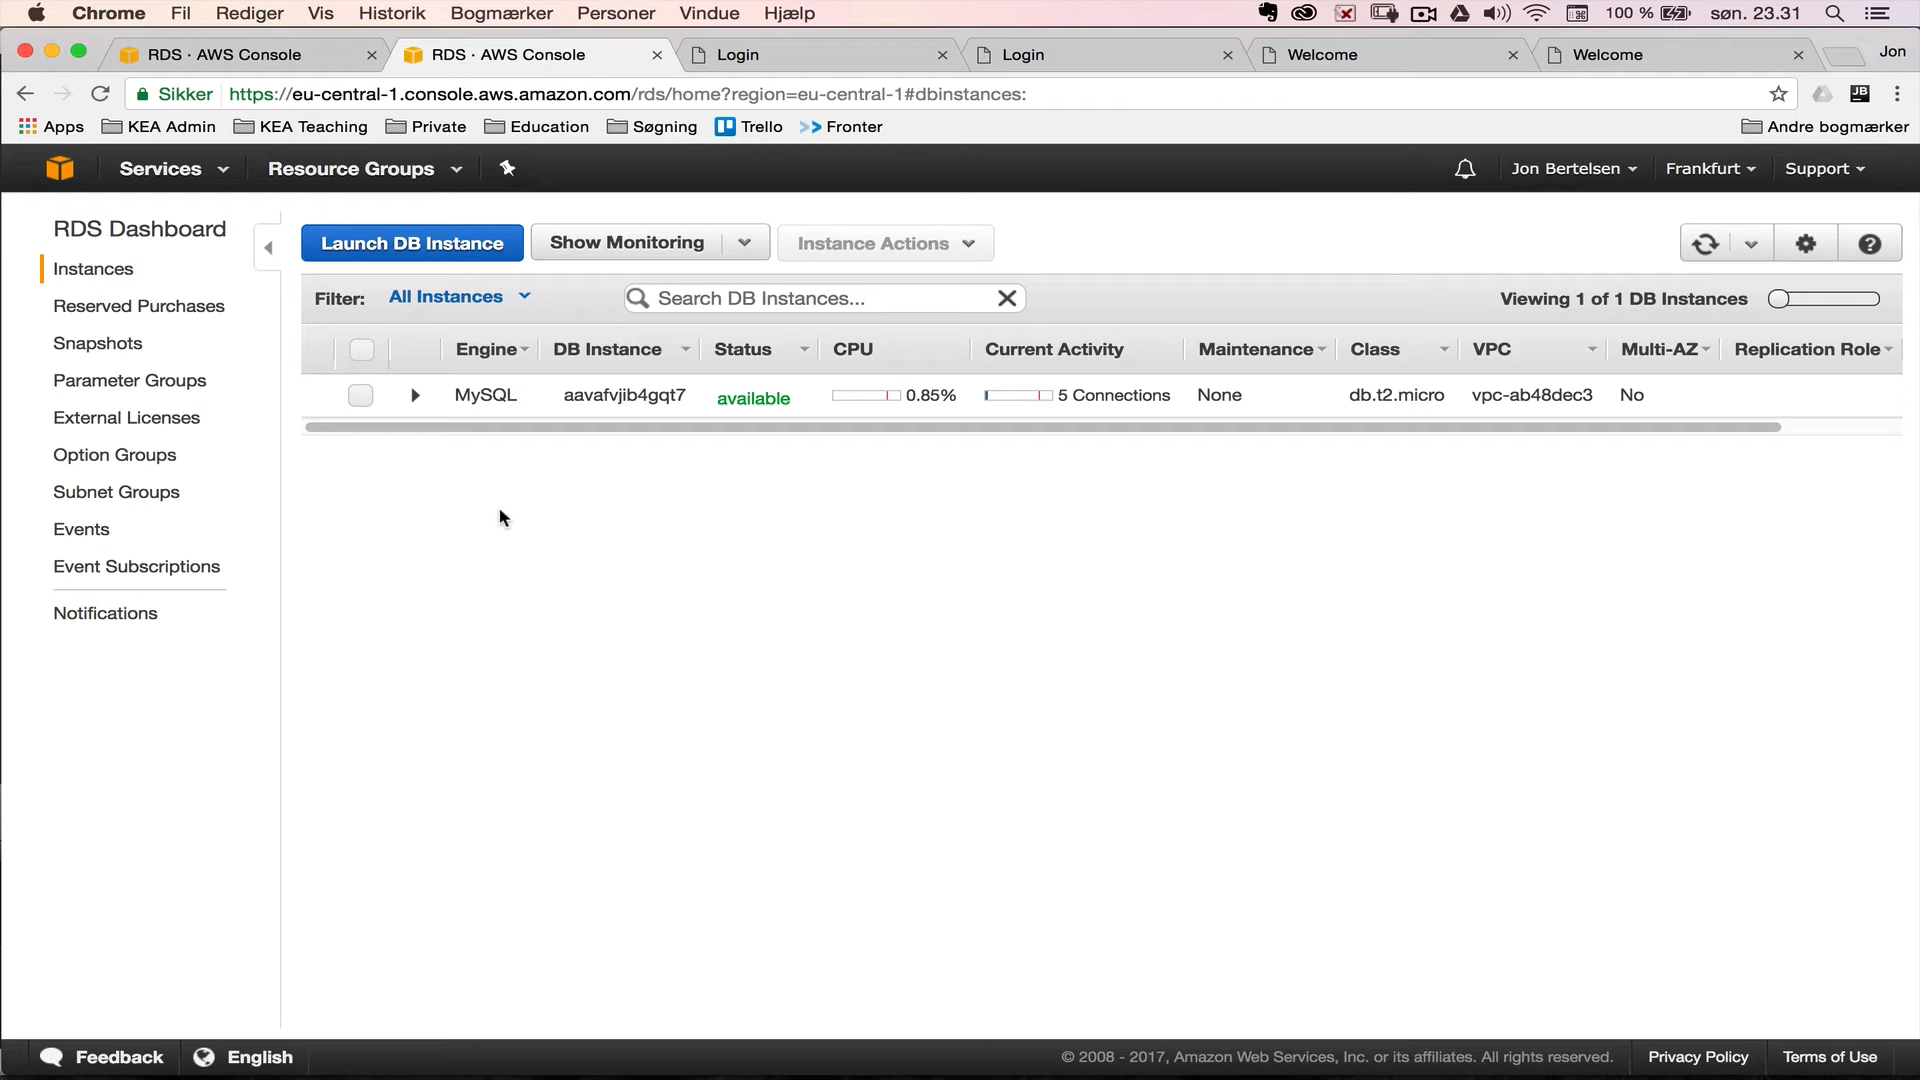 Chrome Fil Rediger Vis Historik Bogmærker Personer Vindue Hjælp 100 % søn. 23.31
RDS · AWS Console RDS · AWS Console Login Login Welcome Welcome Jon
Sikker https://eu-central-1.console.aws.amazon.com/rds/home?region=eu-central-1#dbinstances: JB
Apps KEA Admin KEA Teaching Private Education Søgning Trello Fronter Andre bogmærker
Services Resource Groups Jon Bertelsen Frankfurt Support
RDS Dashboard
Instances
Reserved Purchases
Snapshots
Parameter Groups
External Licenses
Option Groups
Subnet Groups
Events
Event Subscriptions
Notifications
Launch DB Instance Show Monitoring Instance Actions
Filter: All Instances Search DB Instances... Viewing 1 of 1 DB Instances
Engine DB Instance Status CPU Current Activity Maintenance Class VPC Multi-AZ Replication Role
MySQL aavafvjib4gqt7 available 0.85% 5 Connections None db.t2.micro vpc-ab48dec3 No
Feedback English © 2008 - 2017, Amazon Web Services, Inc. or its affiliates. All rights reserved. Privacy Policy Terms of Use